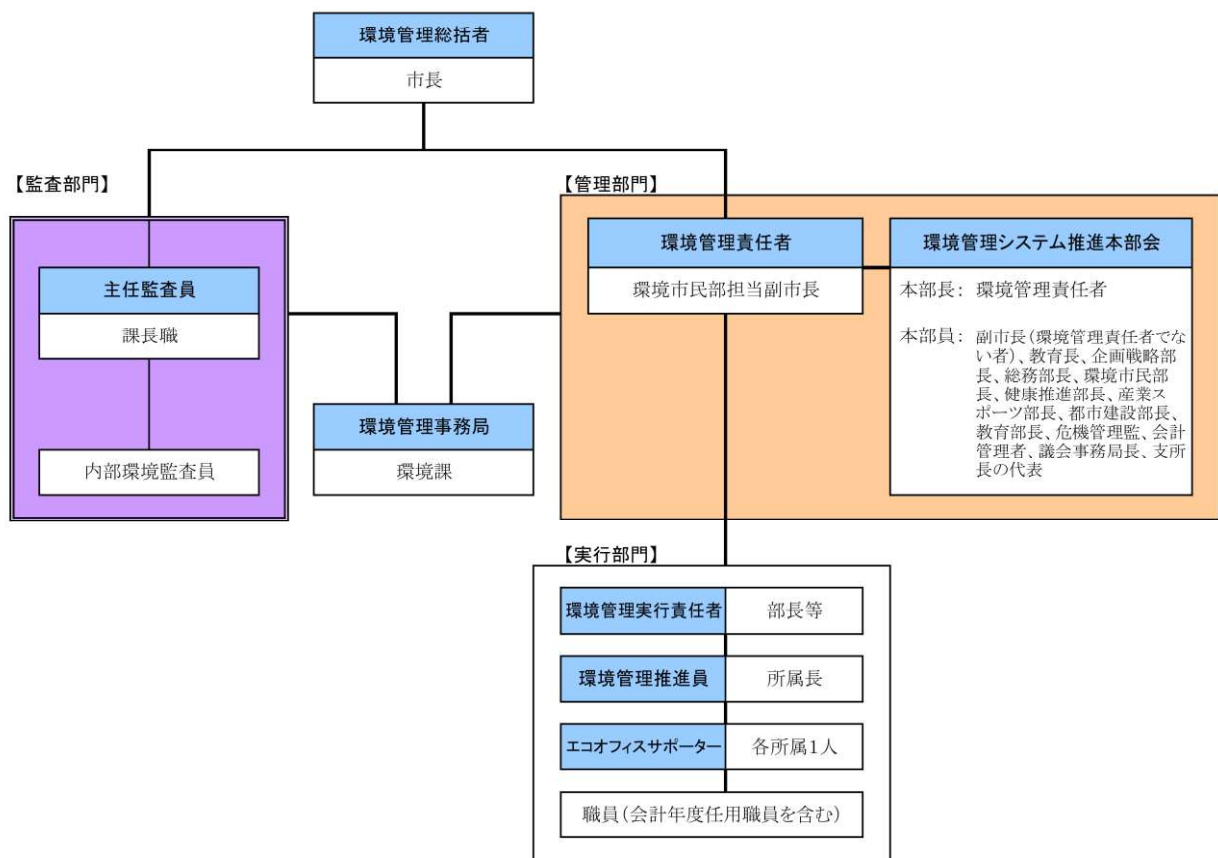 環境管理総括者
市長
【監査部門】
主任監査員
課長職
内部環境監査員
環境管理事務局
環境課
【管理部門】
環境管理責任者
環境市民部担当副市長
環境管理システム推進本部会
本部長: 環境管理責任者
本部員: 副市長(環境管理責任者でな
い者)、教育長、企画戦略部
長、総務部長、環境市民部
長、健康推進部長、産業ス
ポーツ部長、都市建設部長、
教育部長、危機管理監、会計
管理者、議会事務局長、支所
長の代表
【実行部門】
環境管理実行責任者 部長等
環境管理推進員 所属長
エコオフィスサポーター 各所属1人
職員(会計年度任用職員を含む)